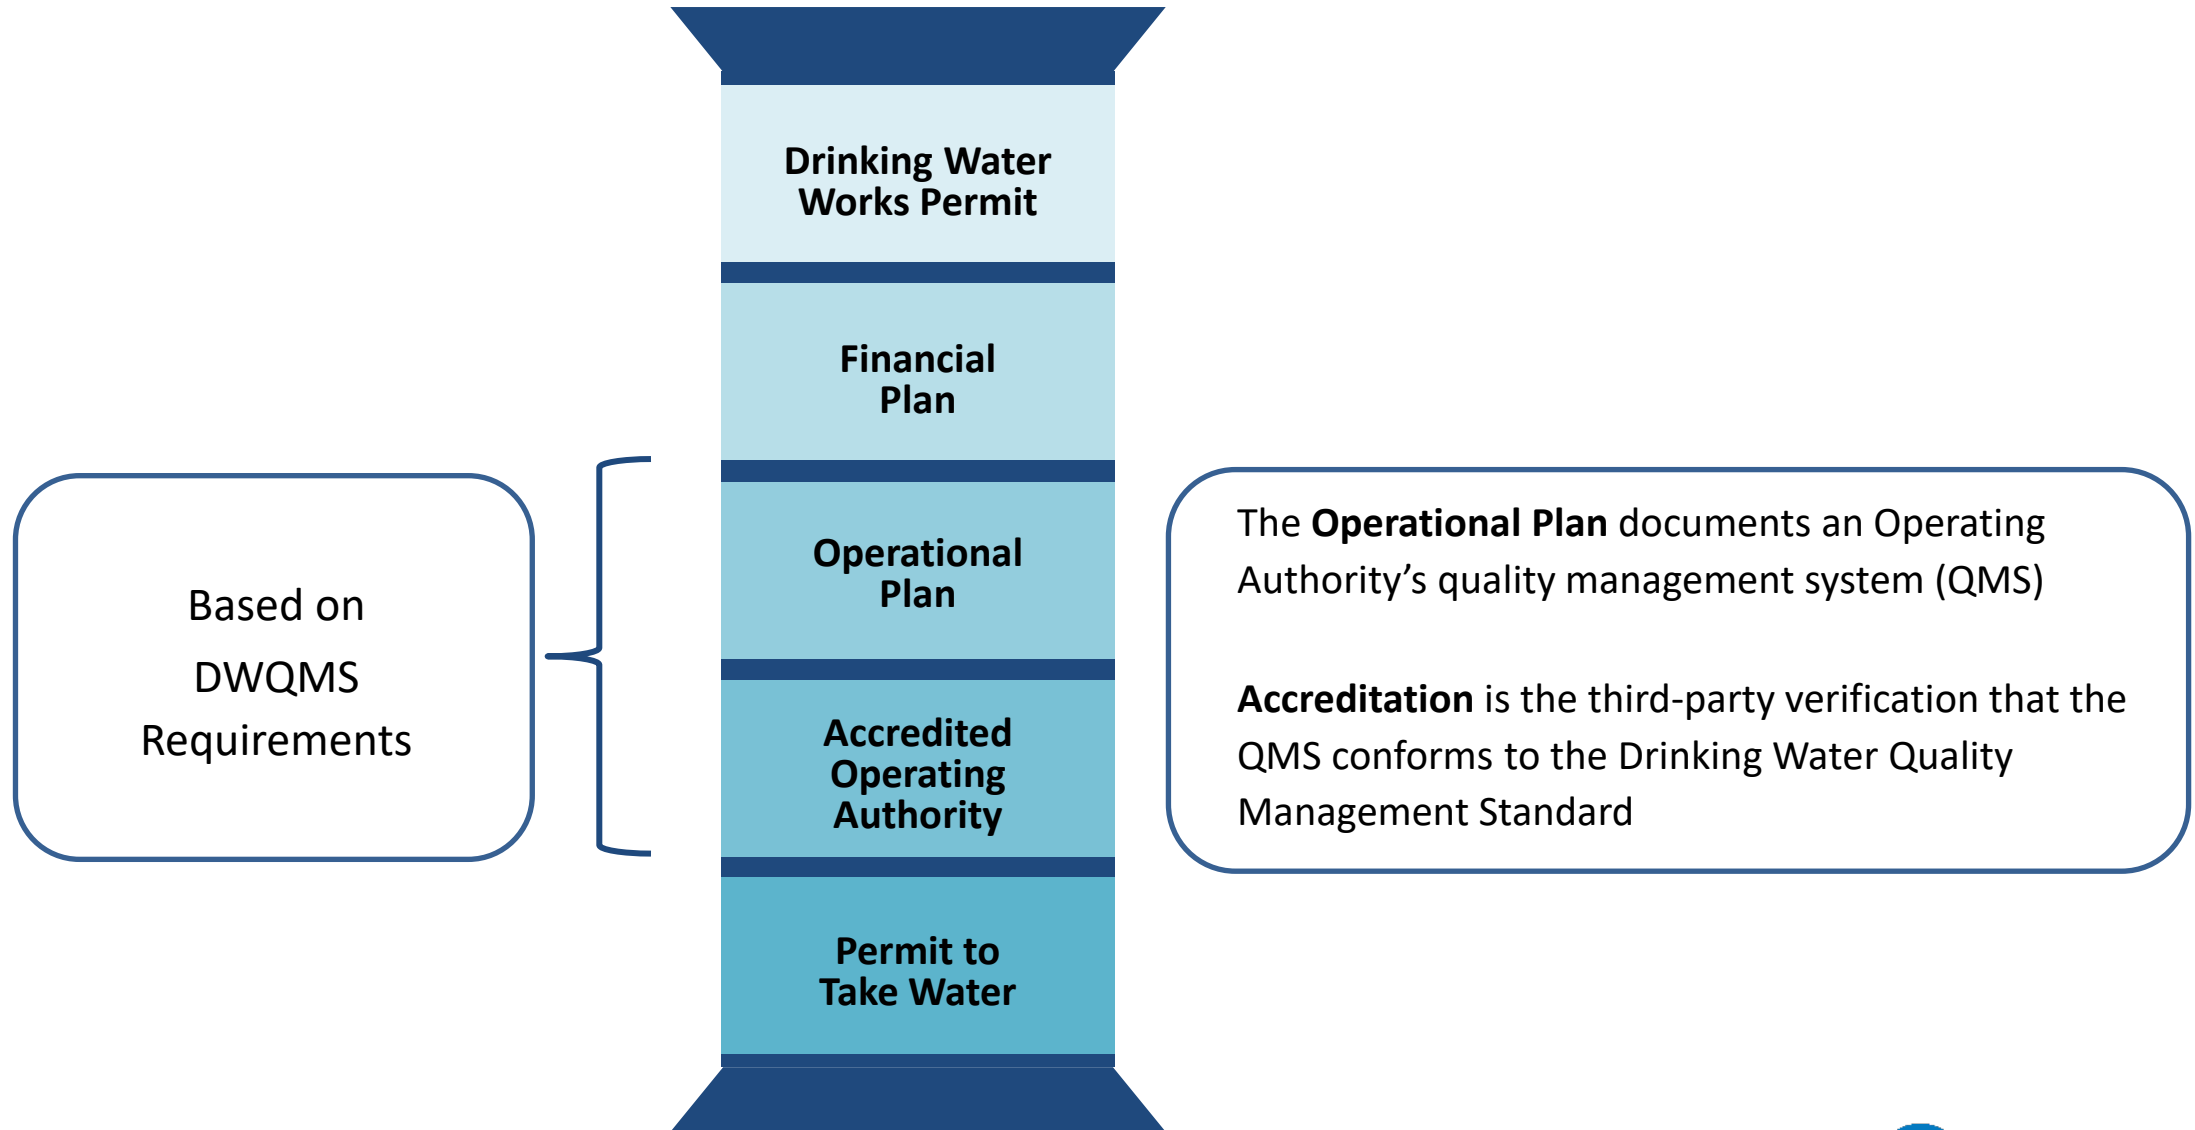 Drinking Water
Works Permit
Financial
Plan
Operational
Plan
Accredited
Operating
Authority
Permit to
Take Water
Based on
DWQMS
Requirements
The Operational Plan documents an Operating
Authority’s quality management system (QMS)
Accreditation is the third-party verification that the
QMS conforms to the Drinking Water Quality
Management Standard